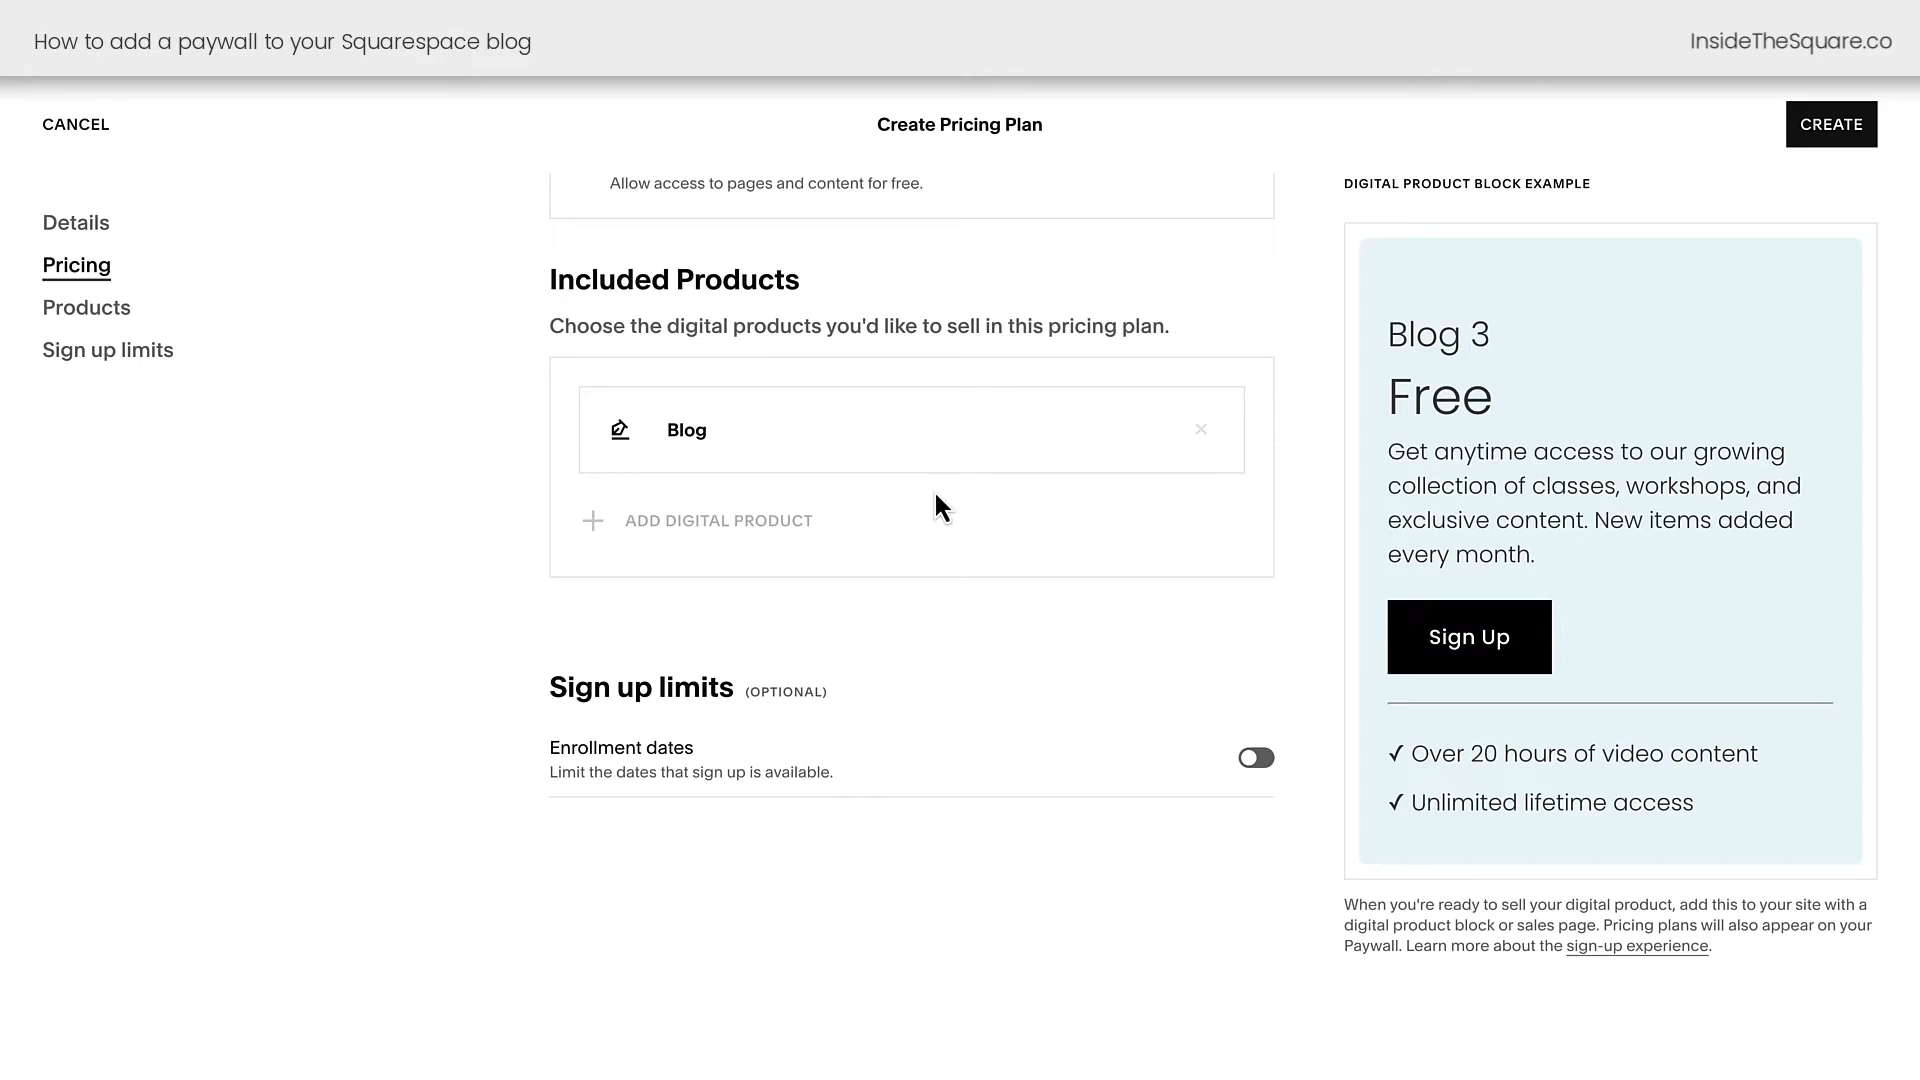 How to add a paywall to your Squarespace blog
InsideTheSquare.co
CANCEL
Create Pricing Plan
CREATE
Details
Pricing
Products
Sign up limits
Allow access to pages and content for free.
Included Products
Choose the digital products you'd like to sell in this pricing plan.
Blog
ADD DIGITAL PRODUCT
Sign up limits (OPTIONAL)
Enrollment dates
Limit the dates that sign up is available.
DIGITAL PRODUCT BLOCK EXAMPLE
Blog 3
Free
Get anytime access to our growing
collection of classes, workshops, and
exclusive content. New items added
every month.
Sign Up
✓ Over 20 hours of video content
✓ Unlimited lifetime access
When you're ready to sell your digital product, add this to your site with a
digital product block or sales page. Pricing plans will also appear on your
Paywall. Learn more about the sign-up experience.